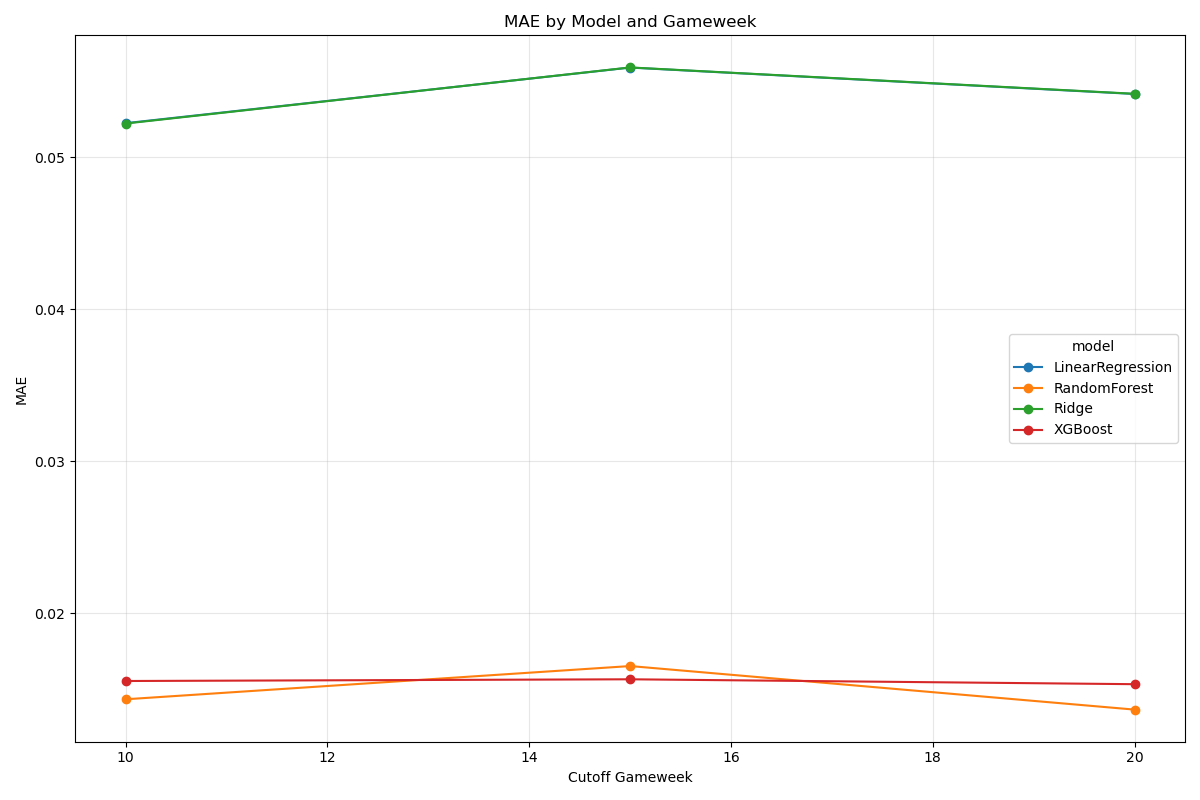 MAE by Model and Gameweek
MAE
0.05
0.04
0.03
0.02
model
LinearRegression
RandomForest
Ridge
XGBoost
10 12 14 16 18 20
Cutoff Gameweek